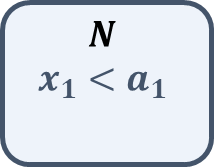 N
x₁ < a₁